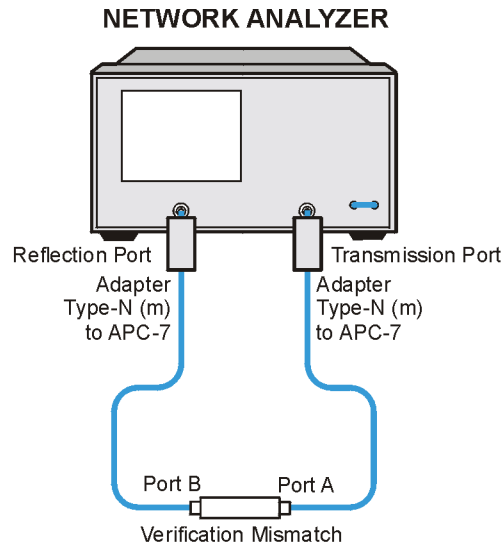 NETWORK ANALYZER
Reflection Port
Adapter
Type-N (m)
to APC-7
Transmission Port
Adapter
Type-N (m)
to APC-7
Port B
Port A
Verification Mismatch